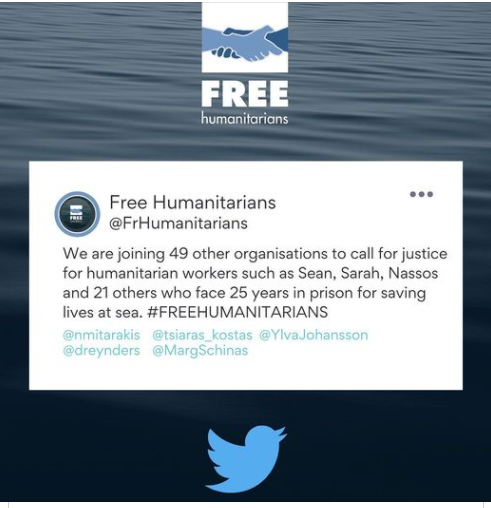 FREE
humanitarians
Free Humanitarians
@FrHumanitarians
We are joining 49 other organisations to call for justice
for humanitarian workers such as Sean, Sarah, Nassos
and 21 others who face 25 years in prison for saving
lives at sea. #FREEHUMANITARIANS
@nmitarakis @tsiaras_kostas @YlvaJohansson
@dreynders @MargSchinas